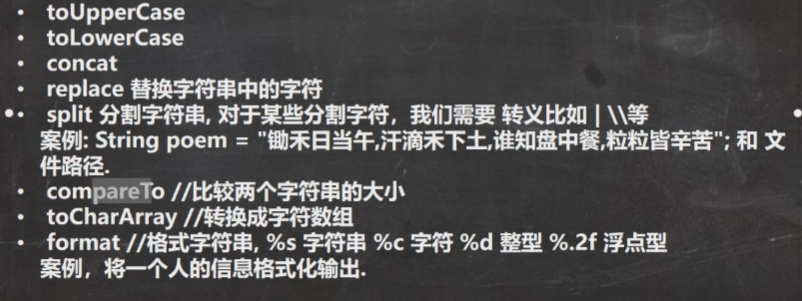 • toUpperCase
• toLowerCase
• concat
• replace 替换字符串中的字符
• split 分割字符串, 对于某些分割字符，我们需要 转义比如 | \\等
案例: String poem = "锄禾日当午,汗滴禾下土,谁知盘中餐,粒粒皆辛苦"; 和 文
件路径.
• compareTo //比较两个字符串的大小
• toCharArray //转换成字符数组
• format //格式字符串, %s 字符串 %c 字符 %d 整型 %.2f 浮点型
案例，将一个人的信息格式化输出.